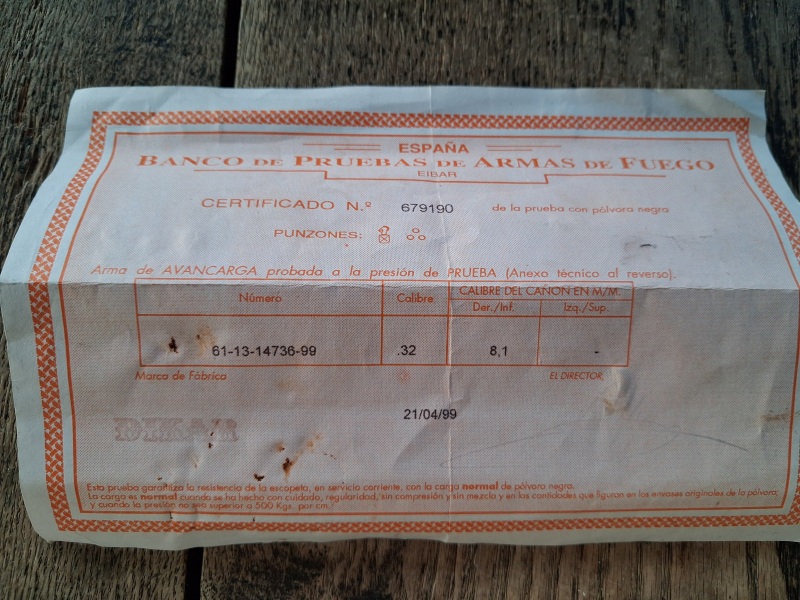 ESPAÑA
BANCO DE PRUEBAS DE ARMAS DE FUEGO
EIBAR
CERTIFICADO N.º 679190 de la prueba con pólvora negra
PUNZONES:
Arma de AVANCARGA probada a la presión de PRUEBA (Anexo técnico al reverso).
Número Calibre CALIBRE DEL CAÑON EN M/M.
Der./Inf. Izq./Sup.
61-13-14736-99 .32 8,1 -
Marca de Fábrica EL DIRECTOR,
21/04/99
DIKAR
Esta prueba garantiza la resistencia de la escopeta, en servicio corriente, con la carga normal de pólvora negra.
La carga es normal cuando se ha hecho con cuidado, regularidad, sin compresión y sin mezcla y en las cantidades que figuran en los envases originales de la pólvora,
y cuando la presión no sea superior a 500 Kgs. por cm.²